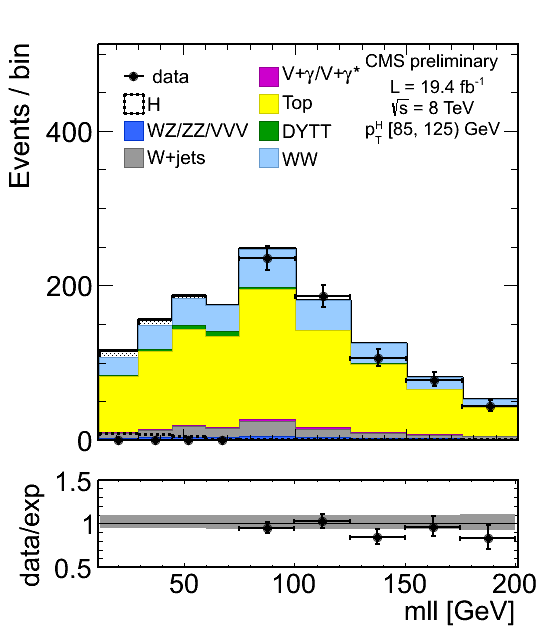 CMS preliminary
L = 19.4 fb⁻¹
√s = 8 TeV
p_T^H [85, 125) GeV
data
H
WZ/ZZ/VVV
W+jets
V+γ/V+γ*
Top
DYTT
WW
Events / bin
400
200
0
data/exp
1.5
1
0.5
50 100 150 200
mll [GeV]